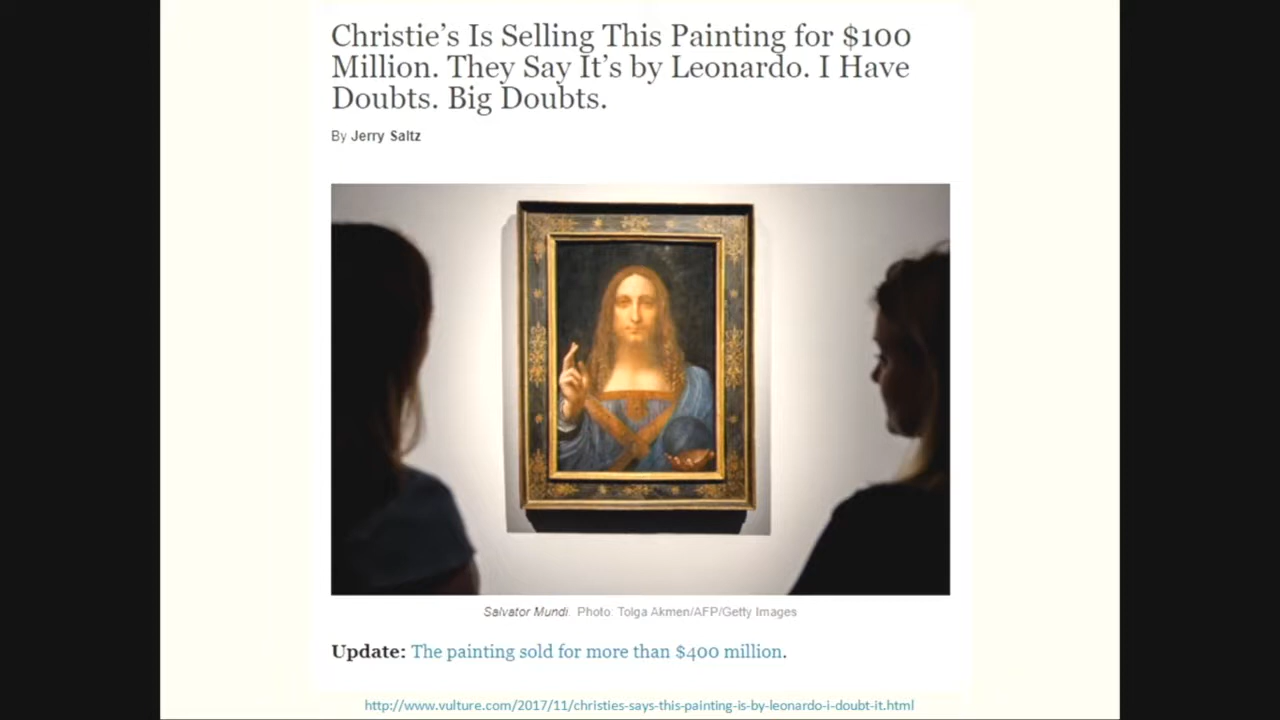 Christie’s Is Selling This Painting for $100
Million. They Say It’s by Leonardo. I Have
Doubts. Big Doubts.
By Jerry Saltz
Salvator Mundi. Photo: Tolga Akmen/AFP/Getty Images
Update: The painting sold for more than $400 million.
http://www.vulture.com/2017/11/christies-says-this-painting-is-by-leonardo-i-doubt-it.html